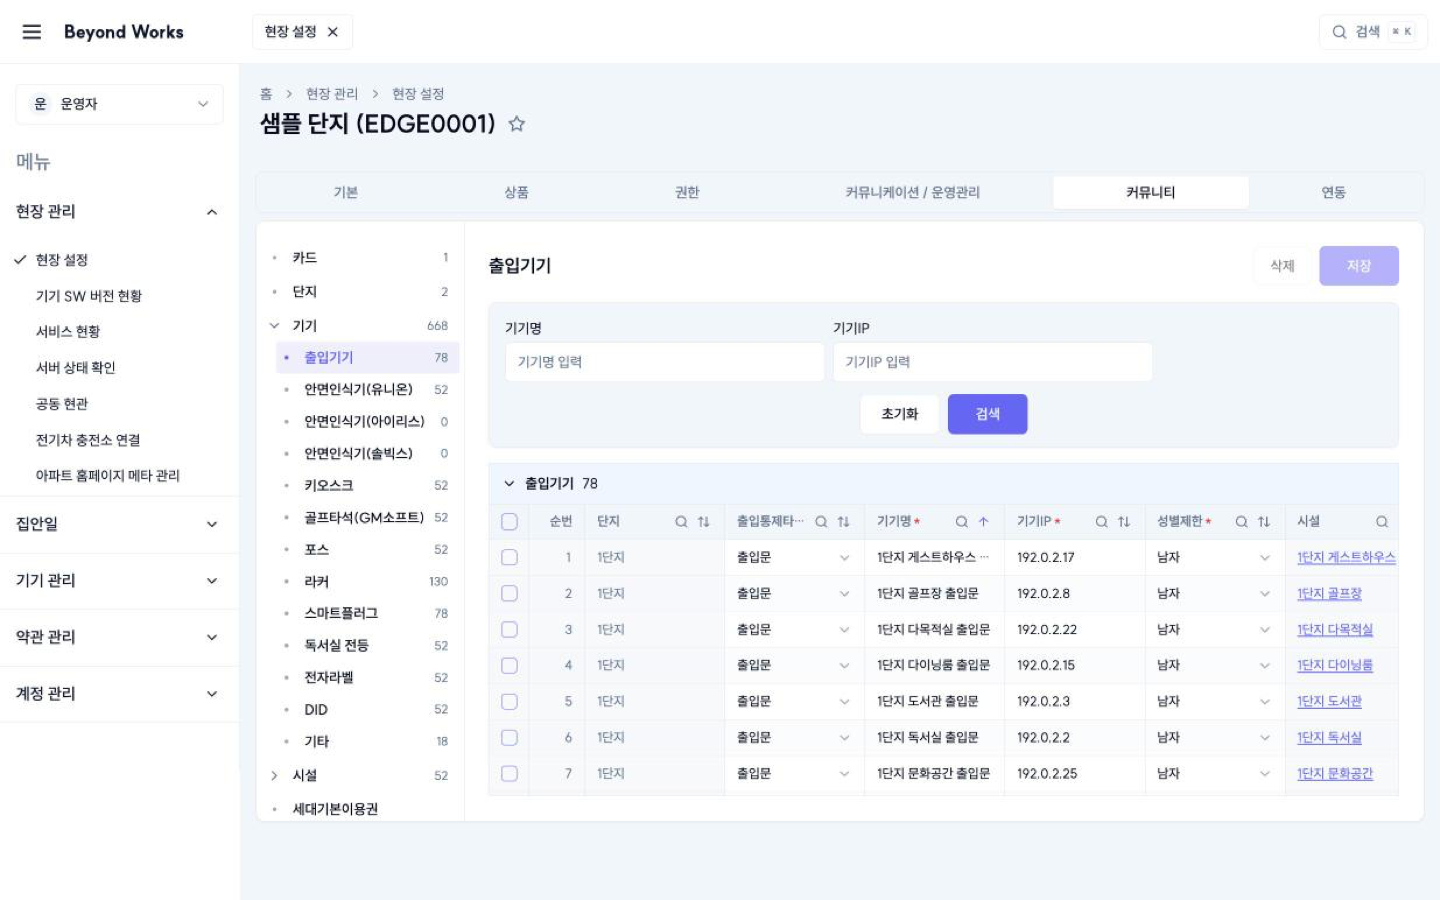 Beyond Works
현장 설정
검색 ⌘ K
운 운영자
메뉴
현장 관리
현장 설정
기기 SW 버전 현황
서비스 현황
서버 상태 확인
공동 현관
전기차 충전소 연결
아파트 홈페이지 메타 관리
집안일
기기 관리
약관 관리
계정 관리
홈 > 현장 관리 > 현장 설정
샘플 단지 (EDGE0001)
기본 상품 권한 커뮤니케이션 / 운영관리 커뮤니티 연동
카드 1
단지 2
기기 668
출입기기 78
안면인식기(유니온) 52
안면인식기(아이리스) 0
안면인식기(솔빅스) 0
키오스크 52
골프타석(GM소프트) 52
포스 52
라커 130
스마트플러그 78
독서실 전등 52
전자라벨 52
DID 52
기타 18
시설 52
세대기본이용권
출입기기
삭제 저장
기기명 기기IP
기기명 입력 기기IP 입력
초기화 검색
출입기기 78
순번 단지 출입통제타... 기기명* 기기IP* 성별제한* 시설
1 1단지 출입문 1단지 게스트하우스 ... 192.0.2.17 남자 1단지 게스트하우스
2 1단지 출입문 1단지 골프장 출입문 192.0.2.8 남자 1단지 골프장
3 1단지 출입문 1단지 다목적실 출입문 192.0.2.22 남자 1단지 다목적실
4 1단지 출입문 1단지 다이닝룸 출입문 192.0.2.15 남자 1단지 다이닝룸
5 1단지 출입문 1단지 도서관 출입문 192.0.2.3 남자 1단지 도서관
6 1단지 출입문 1단지 독서실 출입문 192.0.2.2 남자 1단지 독서실
7 1단지 출입문 1단지 문화공간 출입문 192.0.2.25 남자 1단지 문화공간